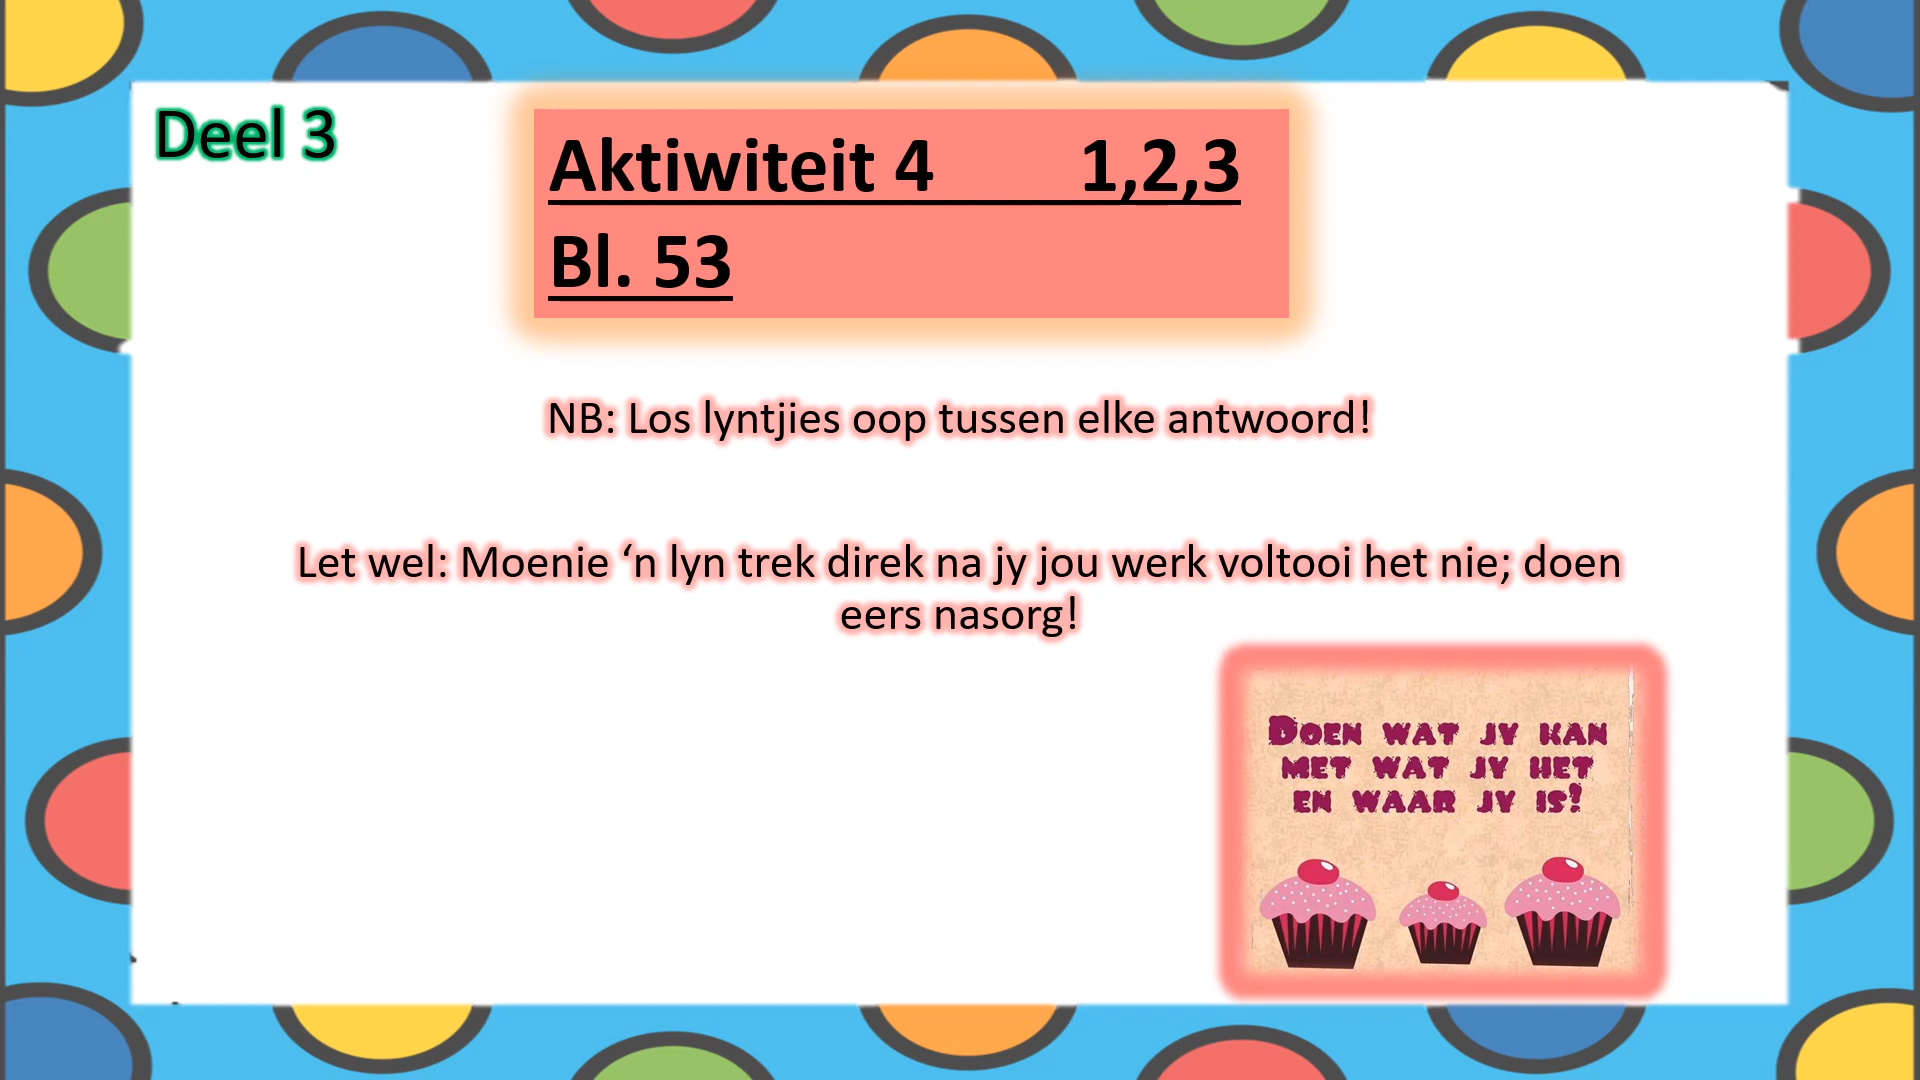 Deel 3
Aktiwiteit 4 1,2,3
Bl. 53
NB: Los lyntjies oop tussen elke antwoord!
Let wel: Moenie ‘n lyn trek direk na jy jou werk voltooi het nie; doen
eers nasorg!
Doen wat jy kan
met wat jy het
en waar jy is!